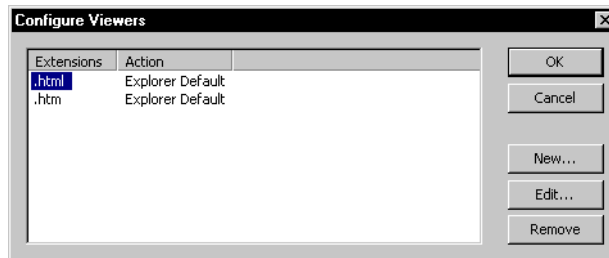 Configure Viewers
Extensions Action
.html Explorer Default
.htm Explorer Default
OK
Cancel
New...
Edit...
Remove